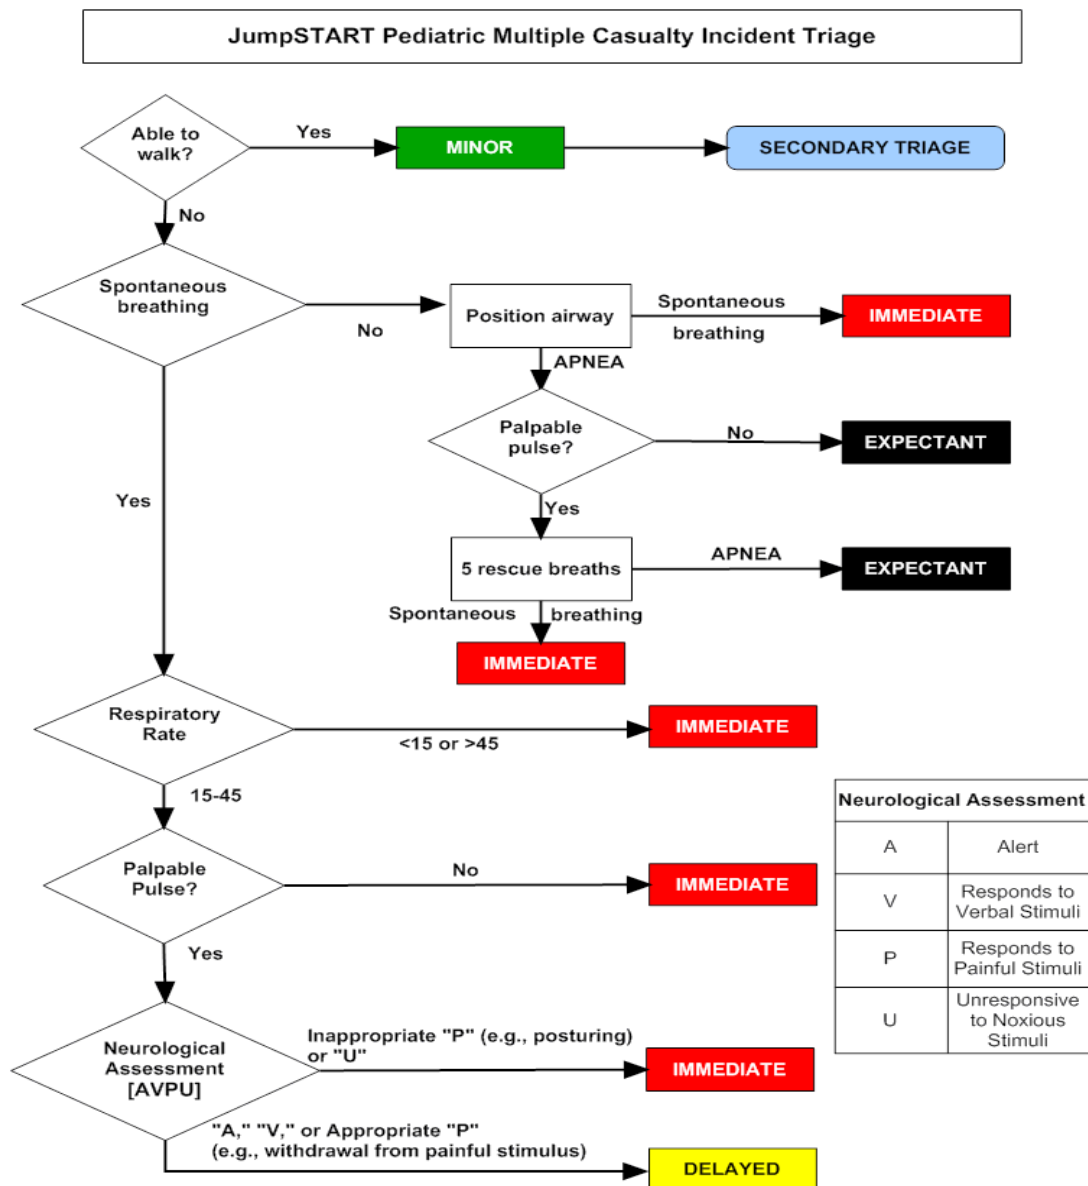 JumpSTART Pediatric Multiple Casualty Incident Triage
Able to
walk?
Yes
MINOR
SECONDARY TRIAGE
No
Spontaneous
breathing
No
Position airway
Spontaneous
breathing
IMMEDIATE
APNEA
Palpable
pulse?
No
EXPECTANT
Yes
Yes
5 rescue breaths
APNEA
EXPECTANT
Spontaneous breathing
IMMEDIATE
Respiratory
Rate
<15 or >45
IMMEDIATE
15-45
Palpable
Pulse?
No
IMMEDIATE
Yes
Neurological
Assessment
[AVPU]
Inappropriate "P" (e.g., posturing)
or "U"
IMMEDIATE
"A," "V," or Appropriate "P"
(e.g., withdrawal from painful stimulus)
DELAYED
Neurological Assessment
A Alert
V Responds to
Verbal Stimuli
P Responds to
Painful Stimuli
U Unresponsive
to Noxious
Stimuli